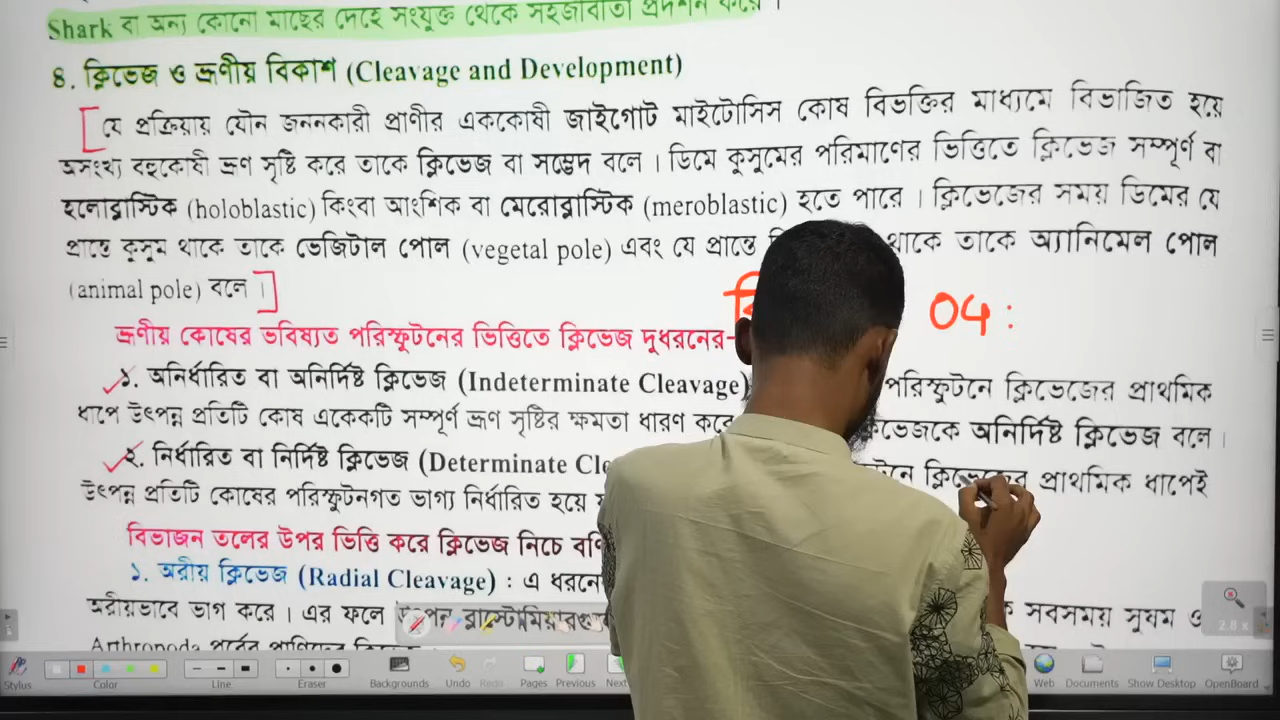 Shark বা অন্য কোনো মাছের দেহে সংযুক্ত থেকে সহজীবীতা প্রদর্শন করে ।
8. ক্লিভেজ ও ভ্রূণীয় বিকাশ (Cleavage and Development)
যে প্রক্রিয়ায় যৌন জননকারী প্রাণীর এককোষী জাইগোট মাইটোসিস কোষ বিভক্তির মাধ্যমে বিভাজিত হয়ে
অসংখ্য বহুকোষী ভ্রূণ সৃষ্টি করে তাকে ক্লিভেজ বা সম্ভেদ বলে । ডিমে কুসুমের পরিমাণের ভিত্তিতে ক্লিভেজ সম্পূর্ণ বা
হলোব্লাস্টিক (holoblastic) কিংবা আংশিক বা মেরোব্লাস্টিক (meroblastic) হতে পারে । ক্লিভেজের সময় ডিমের যে
প্রান্তে কুসুম থাকে তাকে ভেজিটাল পোল (vegetal pole) এবং যে প্রান্তে থাকে তাকে অ্যানিমেল পোল
(animal pole) বলে ।
04 :
ভ্রূণীয় কোষের ভবিষ্যত পরিস্ফুটনের ভিত্তিতে ক্লিভেজ দুধরনের-
১. অনির্ধারিত বা অনির্দিষ্ট ক্লিভেজ (Indeterminate Cleavage) পরিস্ফুটনে ক্লিভেজের প্রাথমিক
ধাপে উৎপন্ন প্রতিটি কোষ একেকটি সম্পূর্ণ ভ্রূণ সৃষ্টির ক্ষমতা ধারণ করে অনির্দিষ্ট ক্লিভেজ বলে ।
২. নির্ধারিত বা নির্দিষ্ট ক্লিভেজ (Determinate ক্লিভেজের প্রাথমিক ধাপেই
উৎপন্ন প্রতিটি কোষের পরিস্ফুটনগত ভাগ্য নির্ধারিত হয়ে
বিভাজন তলের উপর ভিত্তি করে ক্লিভেজ নিচে
১. অরীয় ক্লিভেজ (Radial Cleavage) : এ ধরনে
অরীয়ভাবে ভাগ করে । এর ফলে সবসময় সুষম ও
2.8 x
Stylus Color Line Eraser Backgrounds Undo Redo Pages Previous Next Web Documents Show Desktop OpenBoard